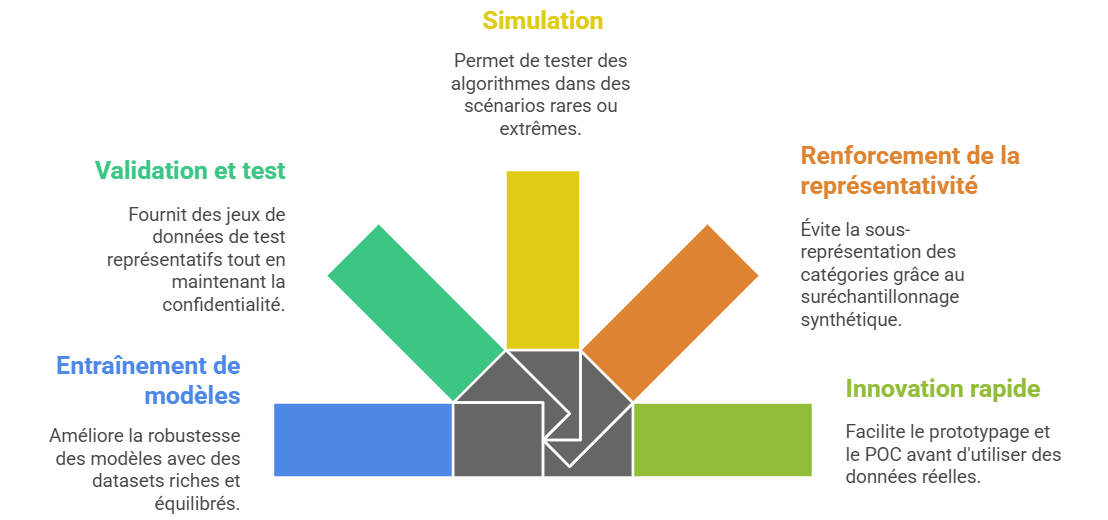 Simulation
Permet de tester des
algorithmes dans des
scénarios rares ou
extrêmes.
Validation et test
Fournit des jeux de
données de test
représentatifs tout en
maintenant la
confidentialité.
Renforcement de la
représentativité
Évite la sous-
représentation des
catégories grâce au
suréchantillonnage
synthétique.
Entraînement de
modèles
Améliore la robustesse
des modèles avec des
datasets riches et
équilibrés.
Innovation rapide
Facilite le prototypage et
le POC avant d'utiliser des
données réelles.